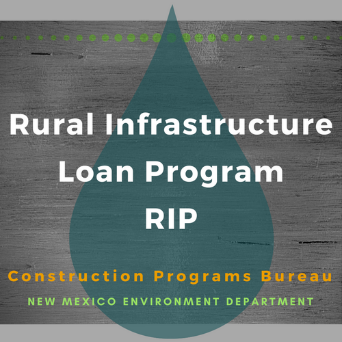 Rural Infrastructure
Loan Program
RIP
Construction Programs Bureau
NEW MEXICO ENVIRONMENT DEPARTMENT